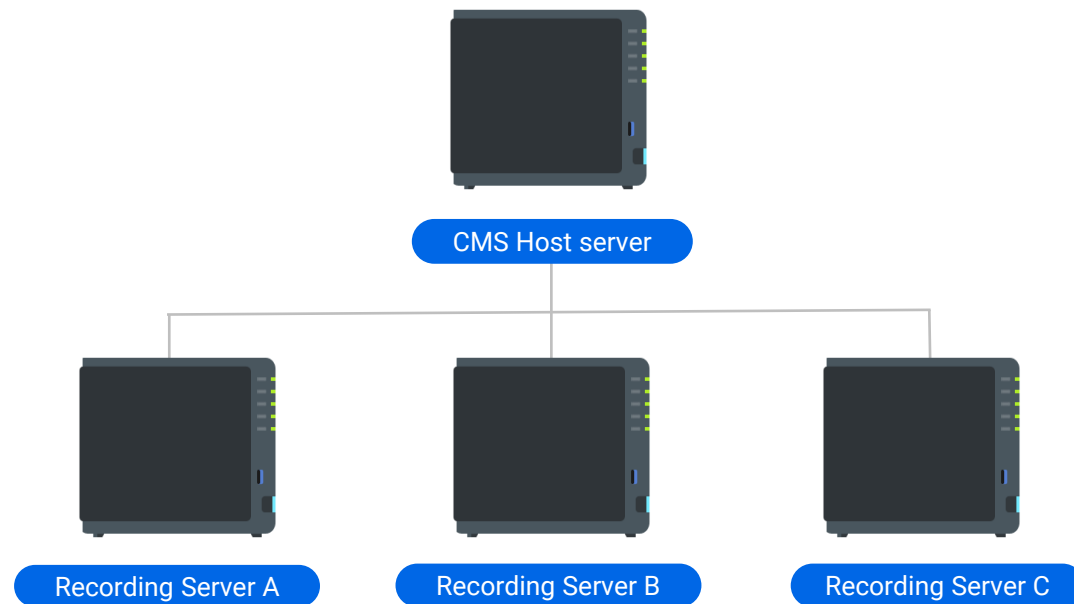 CMS Host server
Recording Server A
Recording Server B
Recording Server C